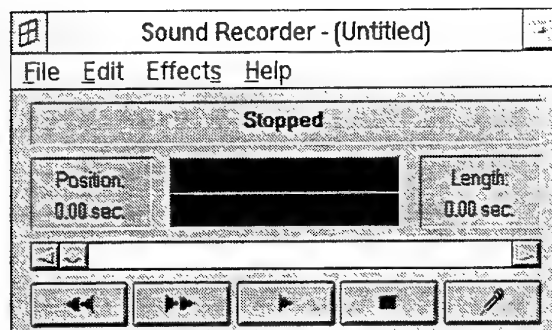 Sound Recorder - (Untitled)
File Edit Effects Help
Stopped
Position: Length:
0.00 sec. 0.00 sec.